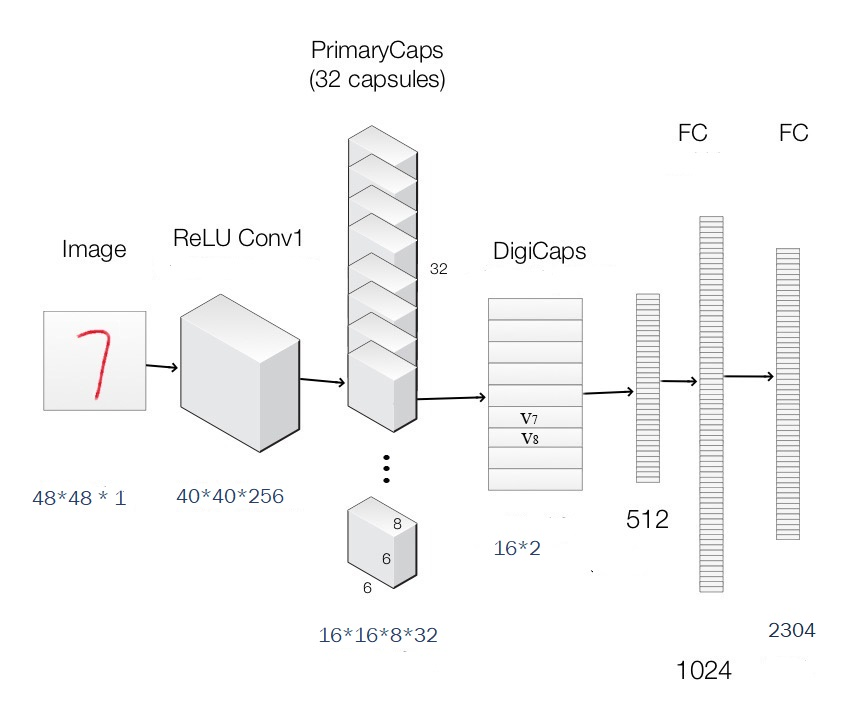 PrimaryCaps
(32 capsules)
FC
FC
Image
ReLU Conv1
32
DigiCaps
7
V7
V8
8
6
6
48*48 * 1
40*40*256
16*16*8*32
16*2
512
1024
2304